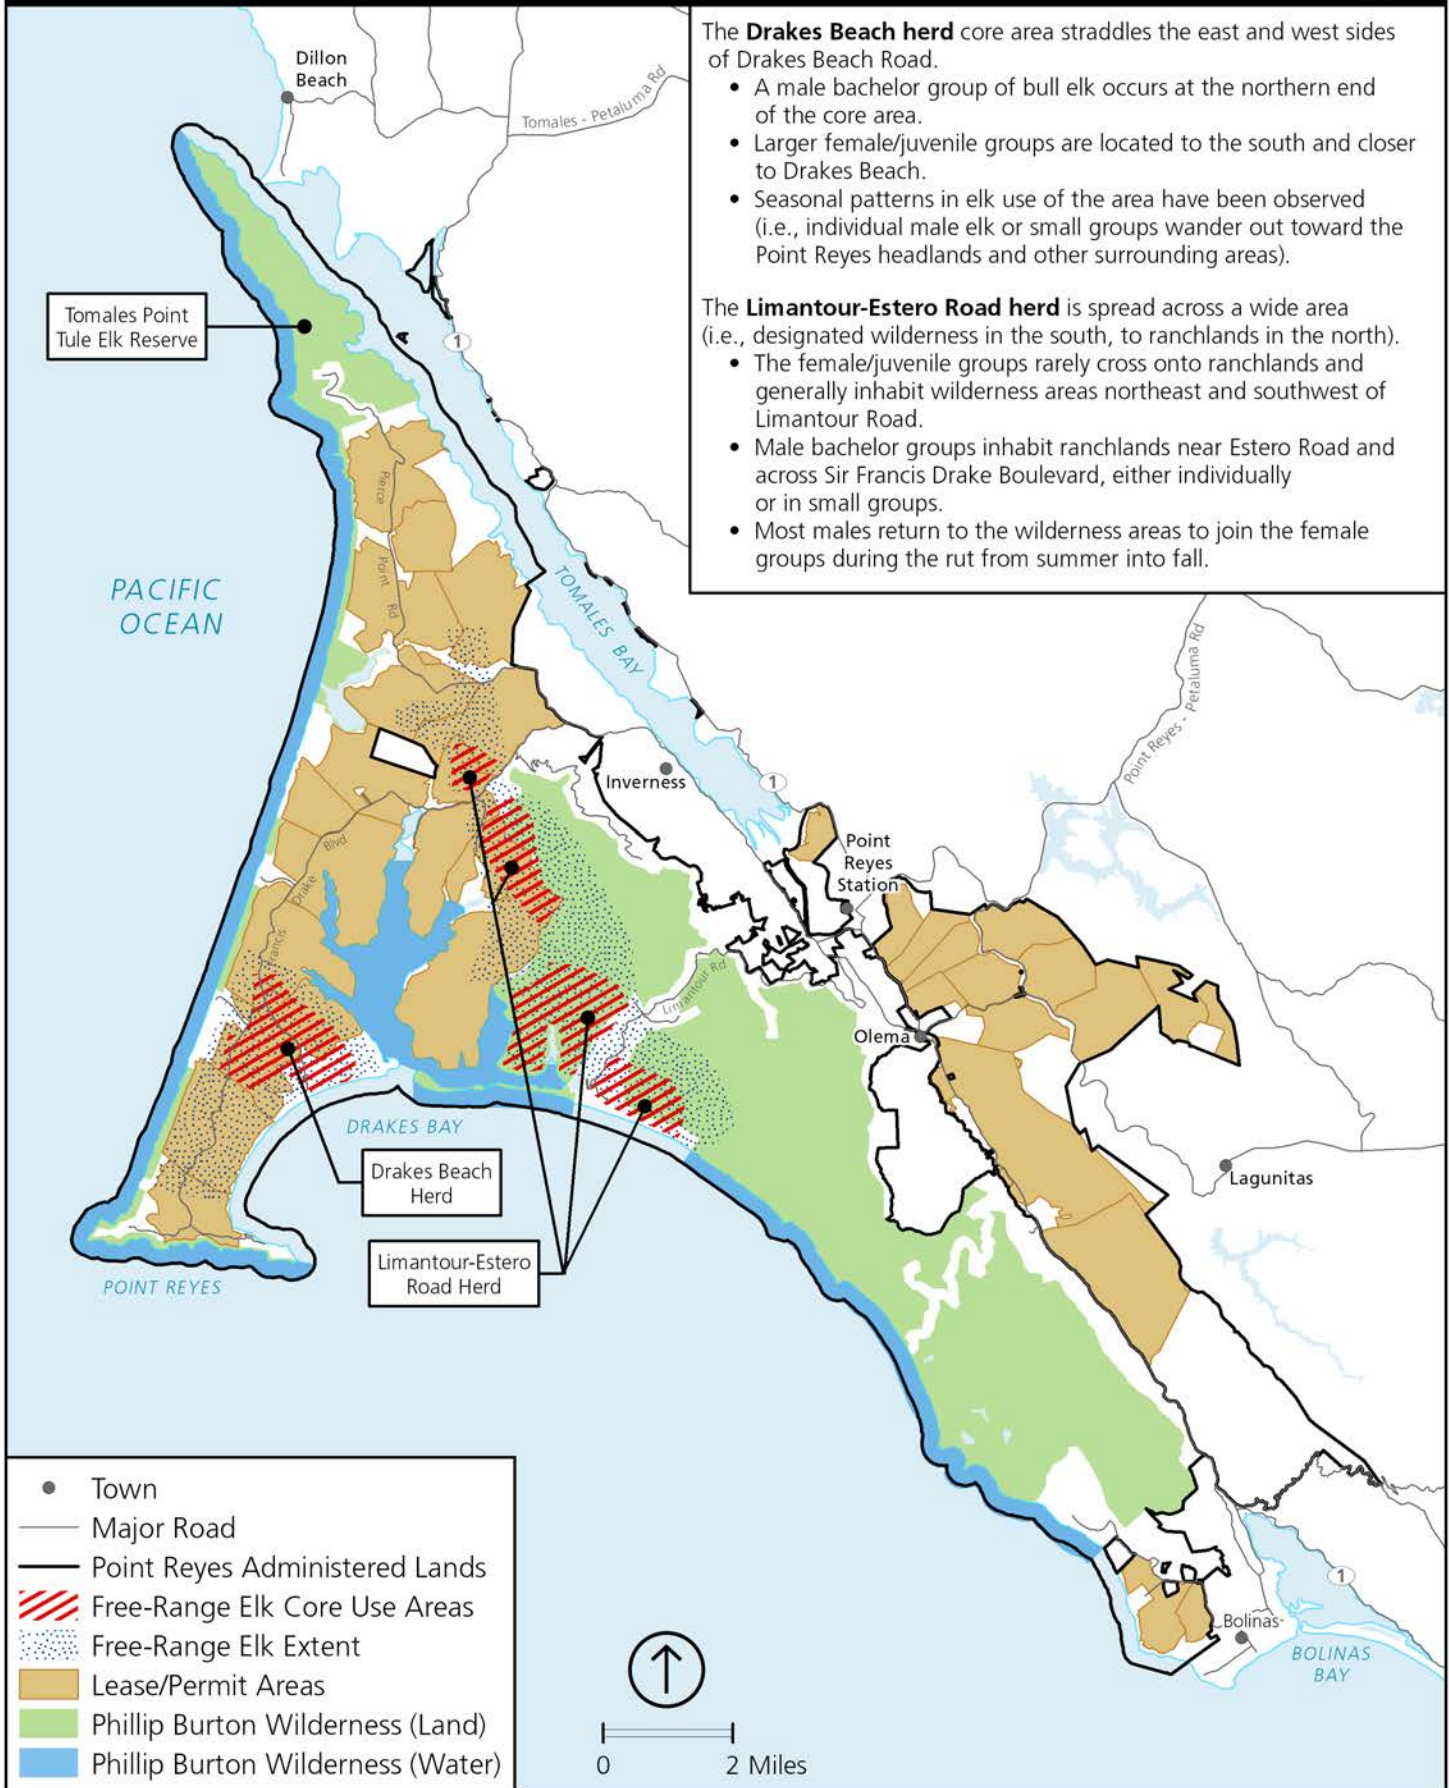 The Drakes Beach herd core area straddles the east and west sides
of Drakes Beach Road.
• A male bachelor group of bull elk occurs at the northern end
of the core area.
• Larger female/juvenile groups are located to the south and closer
to Drakes Beach.
• Seasonal patterns in elk use of the area have been observed
(i.e., individual male elk or small groups wander out toward the
Point Reyes headlands and other surrounding areas).
The Limantour-Estero Road herd is spread across a wide area
(i.e., designated wilderness in the south, to ranchlands in the north).
• The female/juvenile groups rarely cross onto ranchlands and
generally inhabit wilderness areas northeast and southwest of
Limantour Road.
• Male bachelor groups inhabit ranchlands near Estero Road and
across Sir Francis Drake Boulevard, either individually
or in small groups.
• Most males return to the wilderness areas to join the female
groups during the rut from summer into fall.
Dillon
Beach
Tomales - Petaluma Rd
Tomales Point
Tule Elk Reserve
1
Pierce
Point
Rd
PACIFIC
OCEAN
TOMALES BAY
Point Reyes - Petaluma Rd
Inverness
1
Point
Reyes
Station
Blvd
Drake
Francis
Limantour Rd
Olema
DRAKES BAY
Drakes Beach
Herd
Lagunitas
Limantour-Estero
Road Herd
POINT REYES
Town
Major Road
Point Reyes Administered Lands
Free-Range Elk Core Use Areas
Free-Range Elk Extent
Lease/Permit Areas
Phillip Burton Wilderness (Land)
Phillip Burton Wilderness (Water)
0 2 Miles
1
Bolinas
BOLINAS
BAY